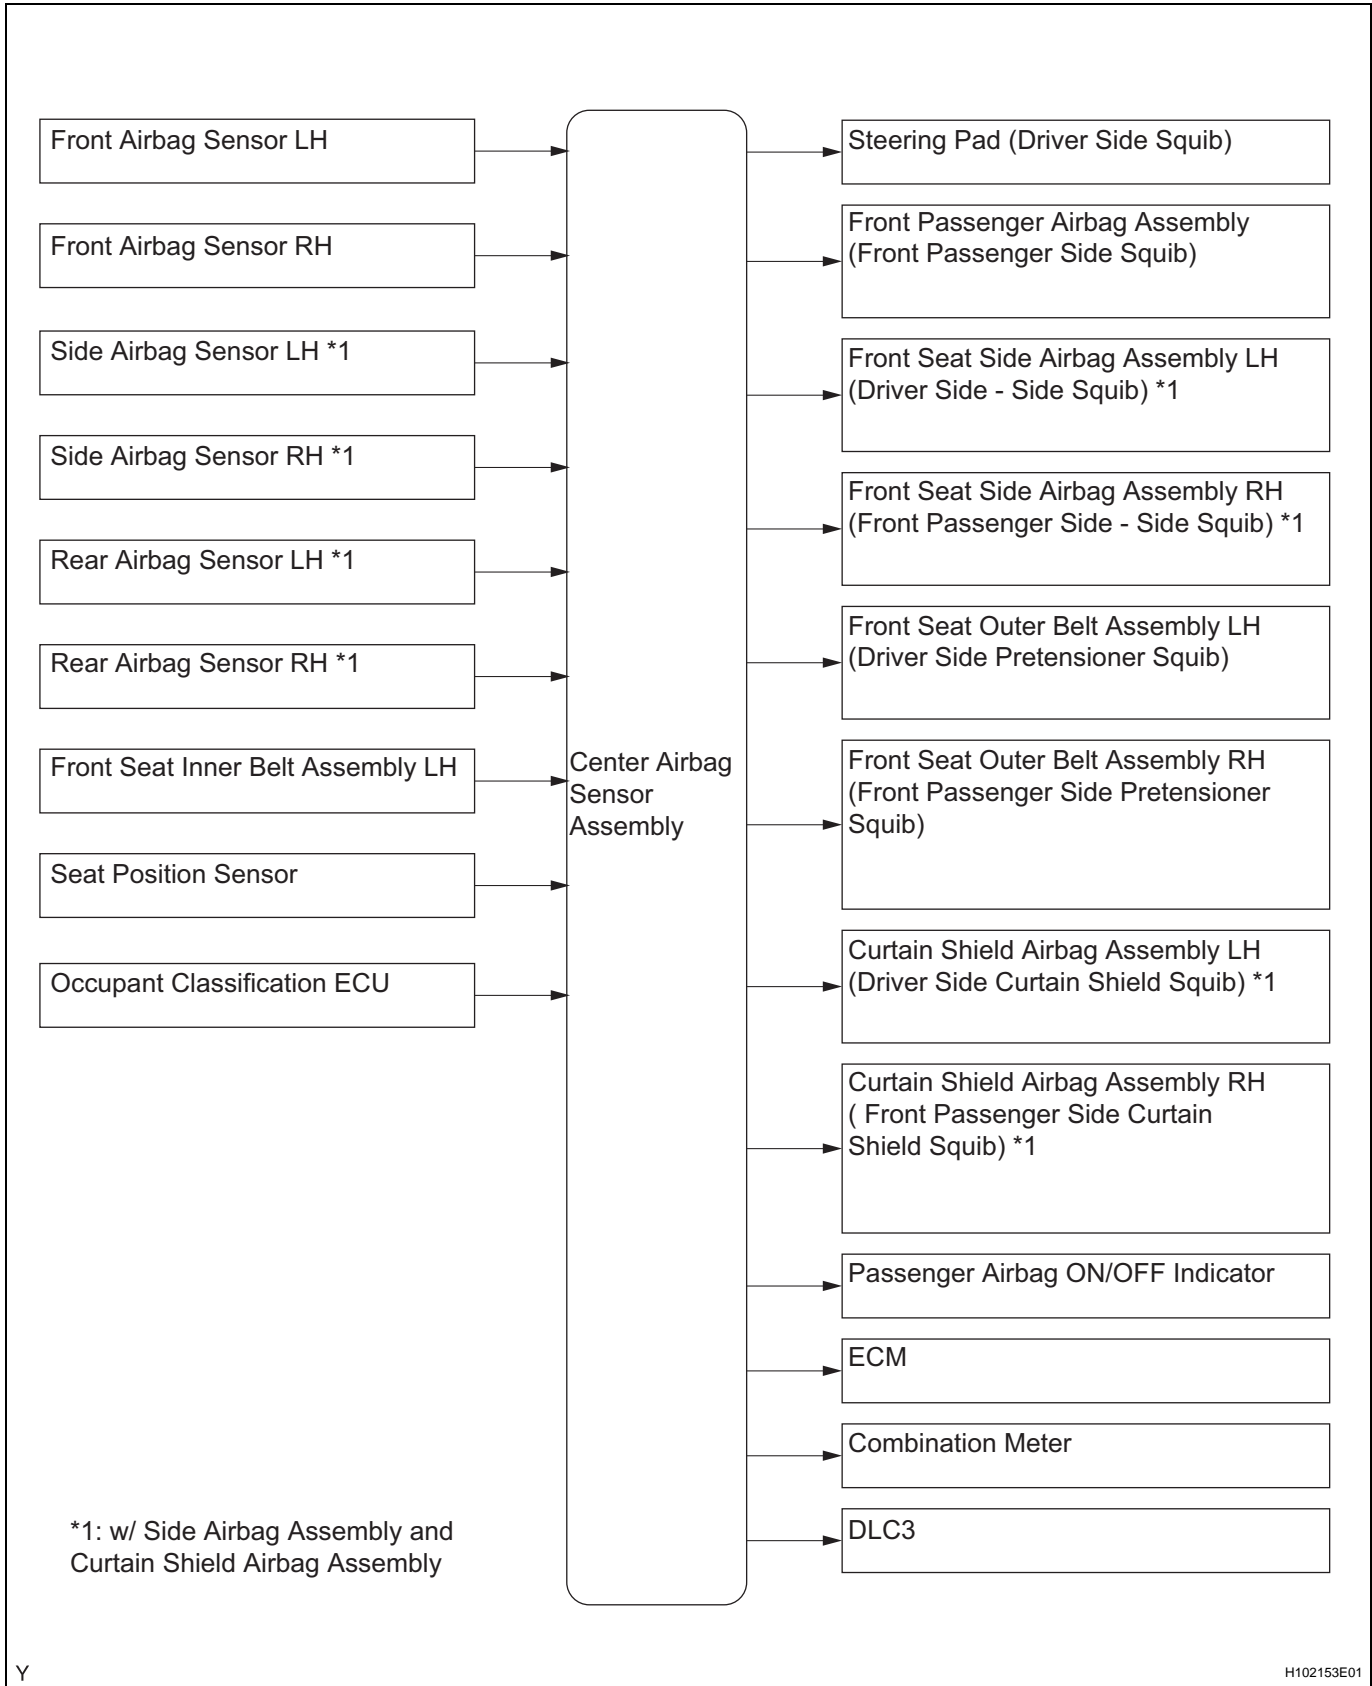 Front Airbag Sensor LH
Front Airbag Sensor RH
Side Airbag Sensor LH *1
Side Airbag Sensor RH *1
Rear Airbag Sensor LH *1
Rear Airbag Sensor RH *1
Front Seat Inner Belt Assembly LH
Seat Position Sensor
Occupant Classification ECU
*1: w/ Side Airbag Assembly and
Curtain Shield Airbag Assembly
Center Airbag
Sensor
Assembly
Steering Pad (Driver Side Squib)
Front Passenger Airbag Assembly
(Front Passenger Side Squib)
Front Seat Side Airbag Assembly LH
(Driver Side - Side Squib) *1
Front Seat Side Airbag Assembly RH
(Front Passenger Side - Side Squib) *1
Front Seat Outer Belt Assembly LH
(Driver Side Pretensioner Squib)
Front Seat Outer Belt Assembly RH
(Front Passenger Side Pretensioner
Squib)
Curtain Shield Airbag Assembly LH
(Driver Side Curtain Shield Squib) *1
Curtain Shield Airbag Assembly RH
( Front Passenger Side Curtain
Shield Squib) *1
Passenger Airbag ON/OFF Indicator
ECM
Combination Meter
DLC3
Y
H102153E01